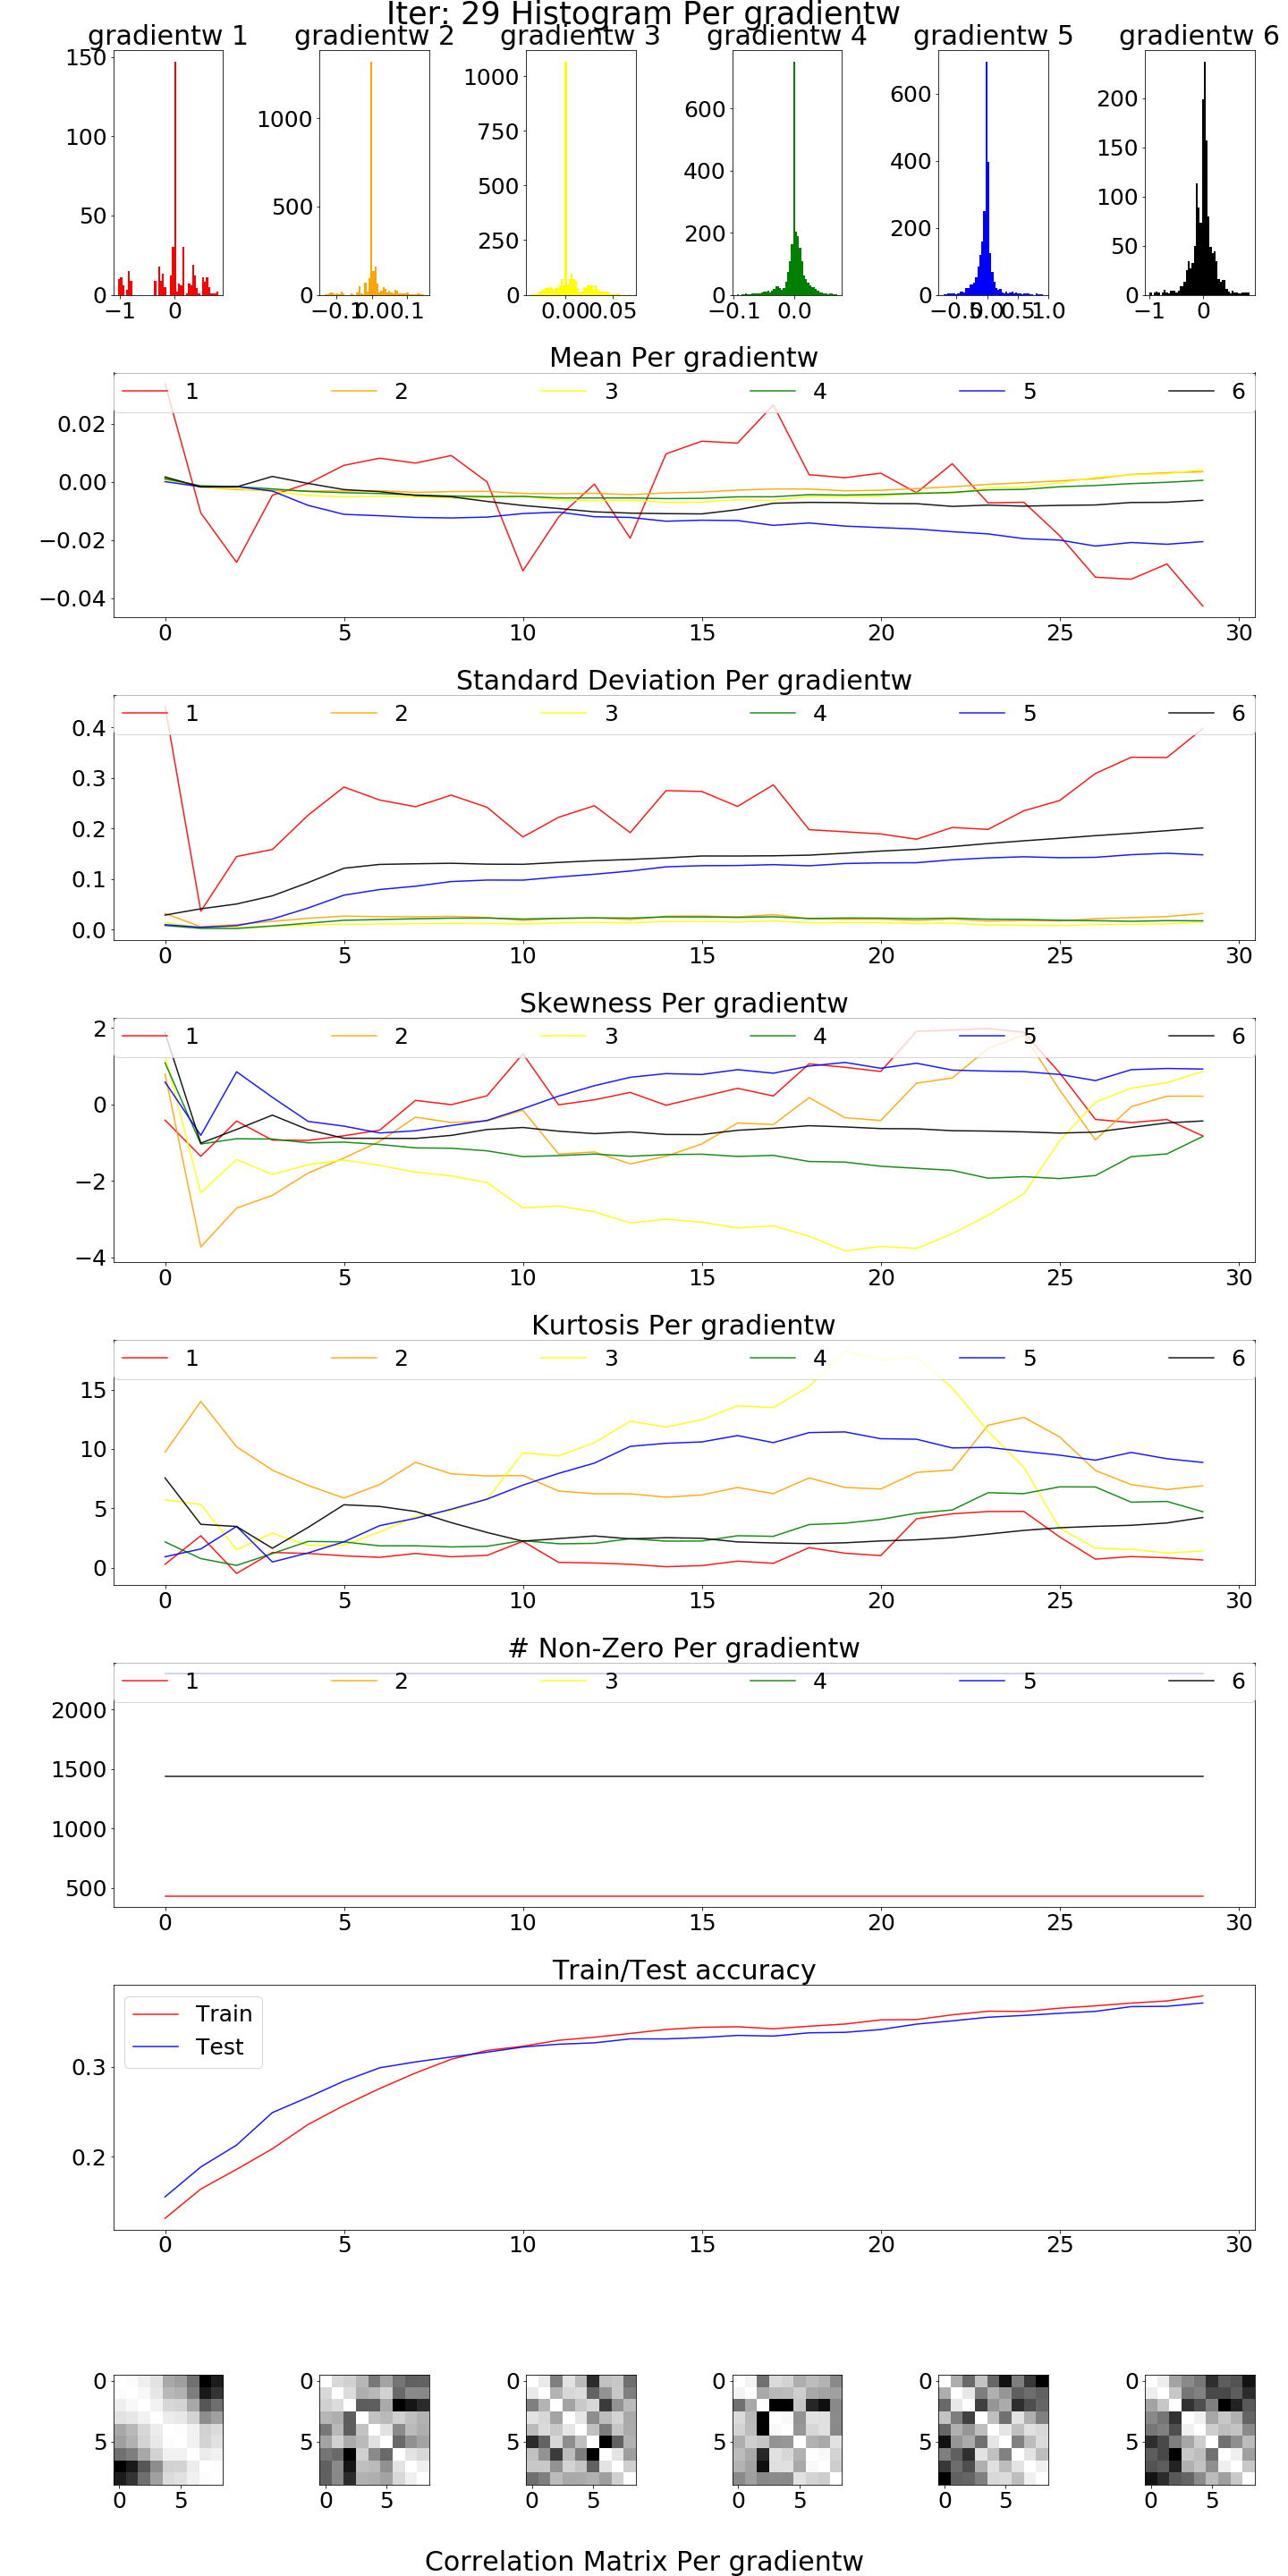 Iter: 29 Histogram Per gradientw
gradientw 1 gradientw 2 gradientw 3 gradientw 4 gradientw 5 gradientw 6
150 100 50 0
−1 0
1000 500 0
−0.1 0.0 0.1
1000 750 500 250 0
0.00 0.05
600 400 200 0
−0.1 0.0
600 400 200 0
−0.5 0.0 0.5 1.0
200 150 100 50 0
−1 0
Mean Per gradientw
1 2 3 4 5 6
0.02
0.00
−0.02
−0.04
0 5 10 15 20 25 30
Standard Deviation Per gradientw
1 2 3 4 5 6
0.4
0.3
0.2
0.1
0.0
0 5 10 15 20 25 30
Skewness Per gradientw
1 2 3 4 5 6
2
0
−2
−4
0 5 10 15 20 25 30
Kurtosis Per gradientw
1 2 3 4 5 6
15
10
5
0
0 5 10 15 20 25 30
# Non-Zero Per gradientw
1 2 3 4 5 6
2000
1500
1000
500
0 5 10 15 20 25 30
Train/Test accuracy
Train
Test
0.3
0.2
0 5 10 15 20 25 30
0 0 0 0 0 0
5 5 5 5 5 5
0 5 0 5 0 5 0 5 0 5 0 5
Correlation Matrix Per gradientw